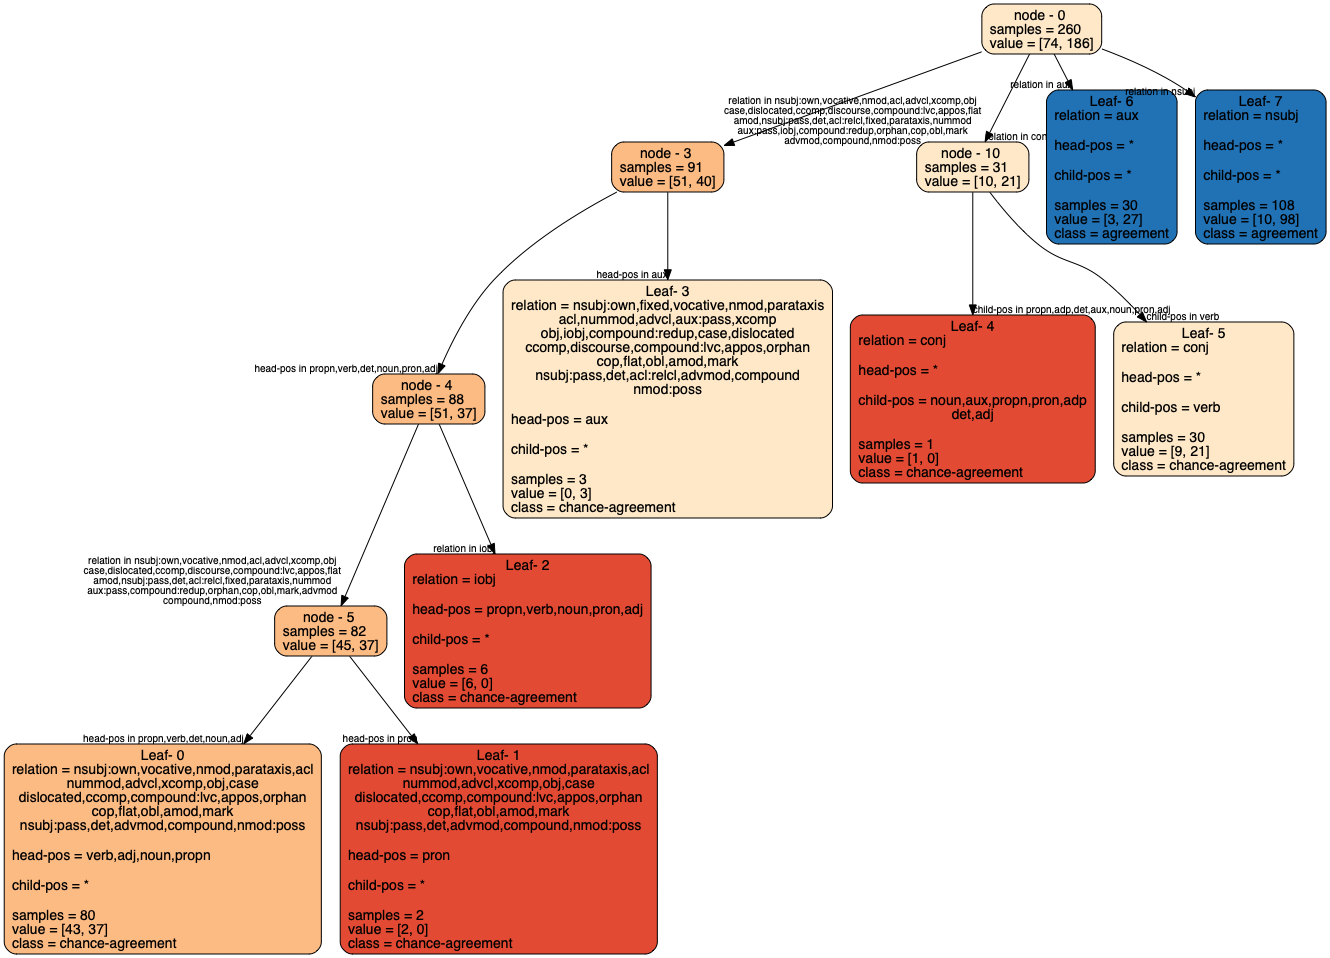 node - 0
samples = 260
value = [74, 186]
relation in nsubj:own,vocative,nmod,acl,advcl,xcomp,obj
case,dislocated,ccomp,discourse,compound:lvc,appos,flat
amod,nsubj:pass,det,acl:relcl,fixed,parataxis,nummod
aux:pass,iobj,compound:redup,orphan,cop,obl,mark
advmod,compound,nmod:poss
relation in con
relation in au
relation in nsubj
node - 3
samples = 91
value = [51, 40]
node - 10
samples = 31
value = [10, 21]
Leaf- 6
relation = aux
head-pos = *
child-pos = *
samples = 30
value = [3, 27]
class = agreement
Leaf- 7
relation = nsubj
head-pos = *
child-pos = *
samples = 108
value = [10, 98]
class = agreement
head-pos in propn,verb,det,noun,pron,adj
head-pos in aux
child-pos in propn,adp,det,aux,noun,pron,adj
child-pos in verb
node - 4
samples = 88
value = [51, 37]
Leaf- 3
relation = nsubj:own,fixed,vocative,nmod,parataxis
acl,nummod,advcl,aux:pass,xcomp
obj,iobj,compound:redup,case,dislocated
ccomp,discourse,compound:lvc,appos,orphan
cop,flat,obl,amod,mark
nsubj:pass,det,acl:relcl,advmod,compound
nmod:poss
head-pos = aux
child-pos = *
samples = 3
value = [0, 3]
class = chance-agreement
Leaf- 4
relation = conj
head-pos = *
child-pos = noun,aux,propn,pron,adp
det,adj
samples = 1
value = [1, 0]
class = chance-agreement
Leaf- 5
relation = conj
head-pos = *
child-pos = verb
samples = 30
value = [9, 21]
class = chance-agreement
relation in nsubj:own,vocative,nmod,acl,advcl,xcomp,obj
case,dislocated,ccomp,discourse,compound:lvc,appos,flat
amod,nsubj:pass,det,acl:relcl,fixed,parataxis,nummod
aux:pass,compound:redup,orphan,cop,obl,mark,advmod
compound,nmod:poss
relation in iobj
node - 5
samples = 82
value = [45, 37]
Leaf- 2
relation = iobj
head-pos = propn,verb,noun,pron,adj
child-pos = *
samples = 6
value = [6, 0]
class = chance-agreement
head-pos in propn,verb,det,noun,adj
head-pos in pron
Leaf- 0
relation = nsubj:own,vocative,nmod,parataxis,acl
nummod,advcl,xcomp,obj,case
dislocated,ccomp,compound:lvc,appos,orphan
cop,flat,obl,amod,mark
nsubj:pass,det,advmod,compound,nmod:poss
head-pos = verb,adj,noun,propn
child-pos = *
samples = 80
value = [43, 37]
class = chance-agreement
Leaf- 1
relation = nsubj:own,vocative,nmod,parataxis,acl
nummod,advcl,xcomp,obj,case
dislocated,ccomp,compound:lvc,appos,orphan
cop,flat,obl,amod,mark
nsubj:pass,det,advmod,compound,nmod:poss
head-pos = pron
child-pos = *
samples = 2
value = [2, 0]
class = chance-agreement